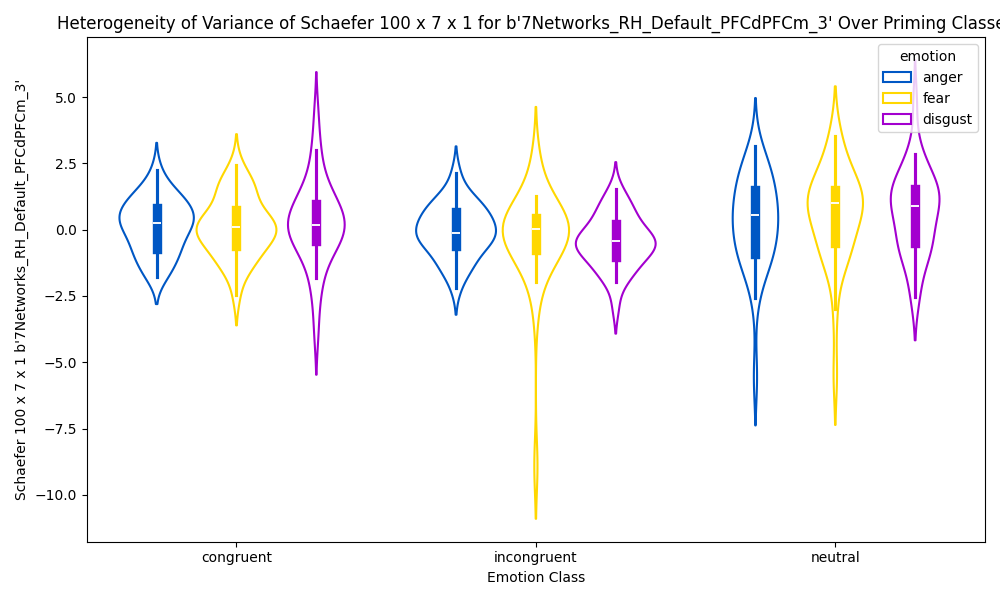 Heterogeneity of Variance of Schaefer 100 x 7 x 1 for b'7Networks_RH_Default_PFCdPFCm_3' Over Priming Classe
emotion
anger
fear
disgust
5.0
2.5
0.0
−2.5
−5.0
−7.5
−10.0
Schaefer 100 x 7 x 1 b'7Networks_RH_Default_PFCdPFCm_3'
congruent
incongruent
neutral
Emotion Class